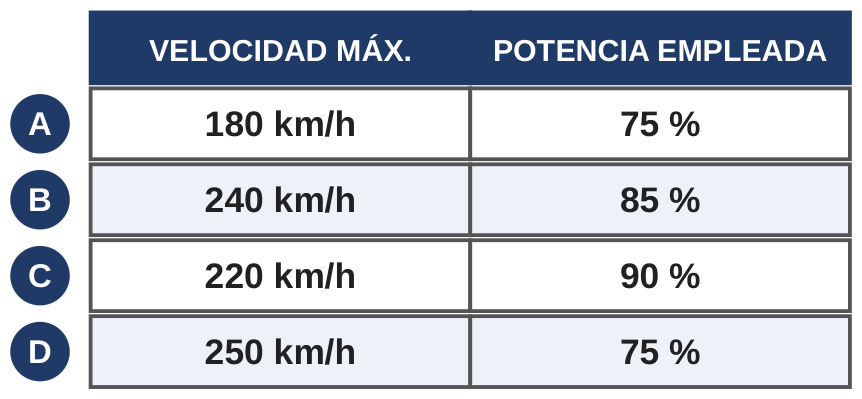 VELOCIDAD MÁX. POTENCIA EMPLEADA
A 180 km/h 75 %
B 240 km/h 85 %
C 220 km/h 90 %
D 250 km/h 75 %